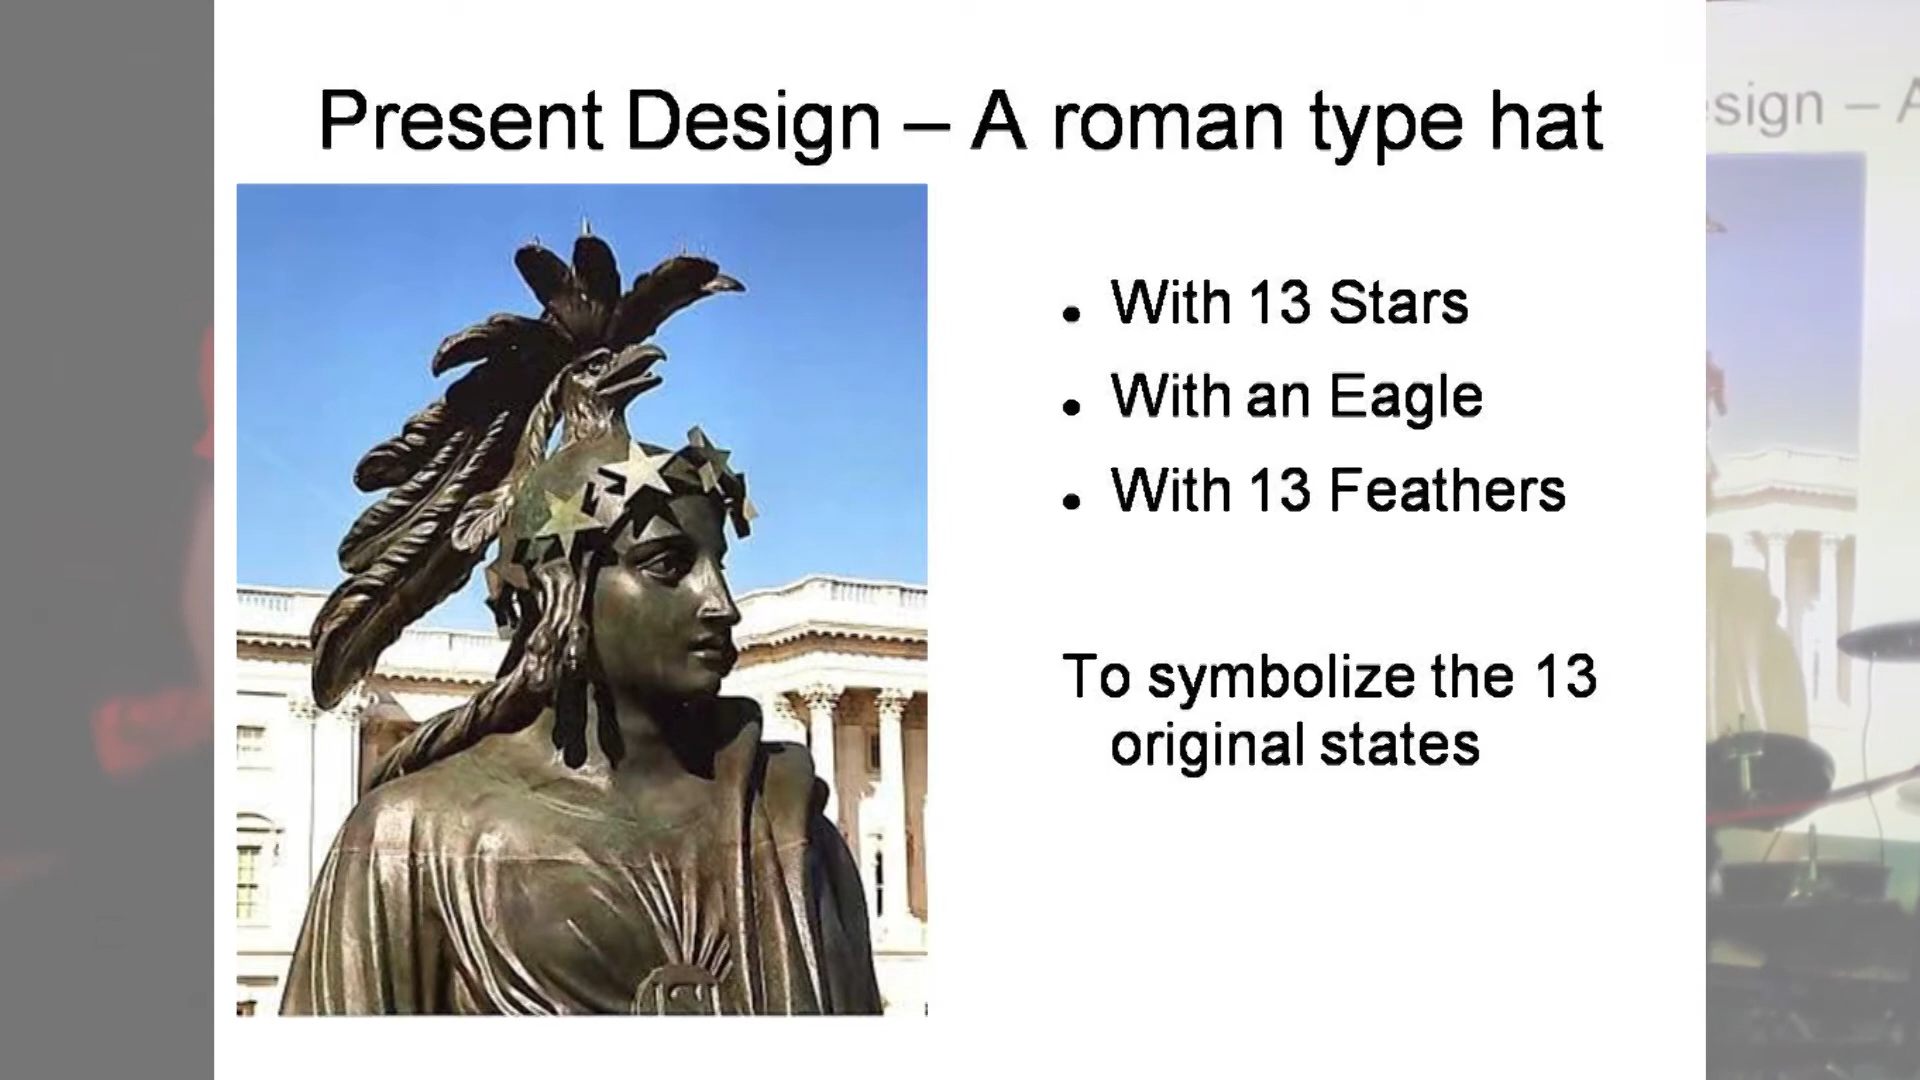 Present Design – A roman type hat
• With 13 Stars
• With an Eagle
• With 13 Feathers
To symbolize the 13
original states
sign – A